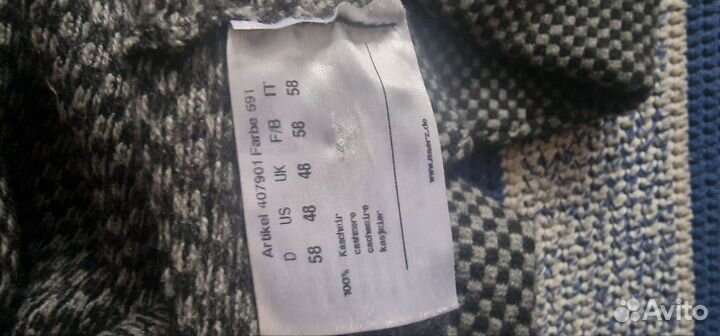 Artikel 407901 Farbe 591
D US UK F/B IT
58 48 48 58 58
100% Kaschmir
cashmere
cachemire
kasjmier
www.maerz.de
Avito